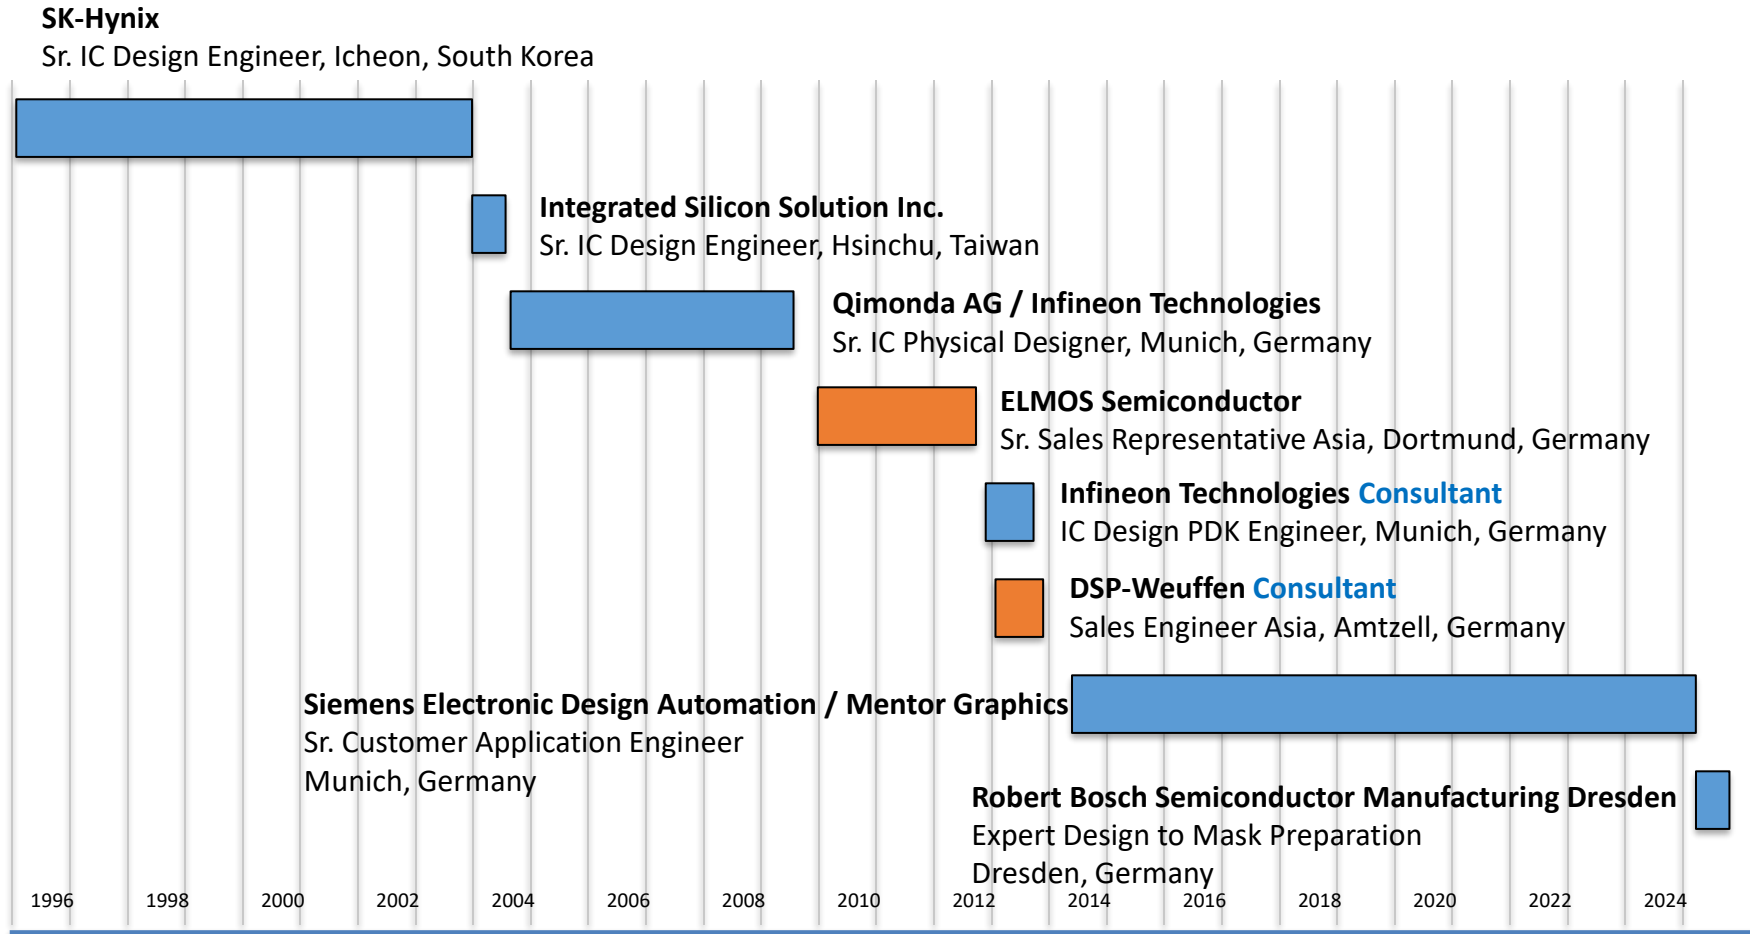 SK-Hynix
Sr. IC Design Engineer, Icheon, South Korea
Integrated Silicon Solution Inc.
Sr. IC Design Engineer, Hsinchu, Taiwan
Qimonda AG / Infineon Technologies
Sr. IC Physical Designer, Munich, Germany
ELMOS Semiconductor
Sr. Sales Representative Asia, Dortmund, Germany
Infineon Technologies Consultant
IC Design PDK Engineer, Munich, Germany
DSP-Weuffen Consultant
Sales Engineer Asia, Amtzell, Germany
Siemens Electronic Design Automation / Mentor Graphics
Sr. Customer Application Engineer
Munich, Germany
Robert Bosch Semiconductor Manufacturing Dresden
Expert Design to Mask Preparation
Dresden, Germany
1996 1998 2000 2002 2004 2006 2008 2010 2012 2014 2016 2018 2020 2022 2024